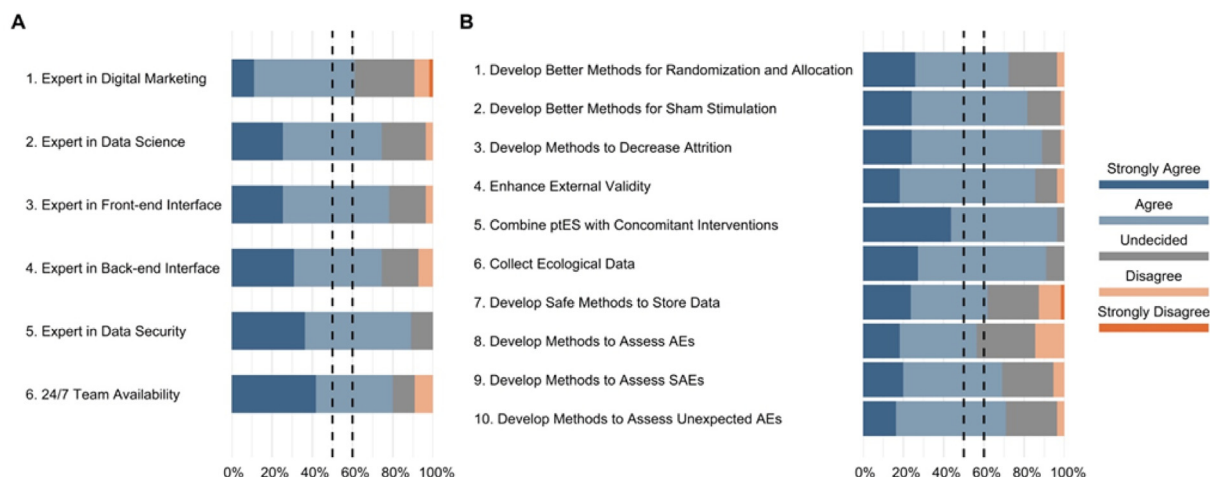 A
1. Expert in Digital Marketing
2. Expert in Data Science
3. Expert in Front-end Interface
4. Expert in Back-end Interface
5. Expert in Data Security
6. 24/7 Team Availability
0% 20% 40% 60% 80% 100%
B
1. Develop Better Methods for Randomization and Allocation
2. Develop Better Methods for Sham Stimulation
3. Develop Methods to Decrease Attrition
4. Enhance External Validity
5. Combine ptES with Concomitant Interventions
6. Collect Ecological Data
7. Develop Safe Methods to Store Data
8. Develop Methods to Assess AEs
9. Develop Methods to Assess SAEs
10. Develop Methods to Assess Unexpected AEs
0% 20% 40% 60% 80% 100%
Strongly Agree
Agree
Undecided
Disagree
Strongly Disagree